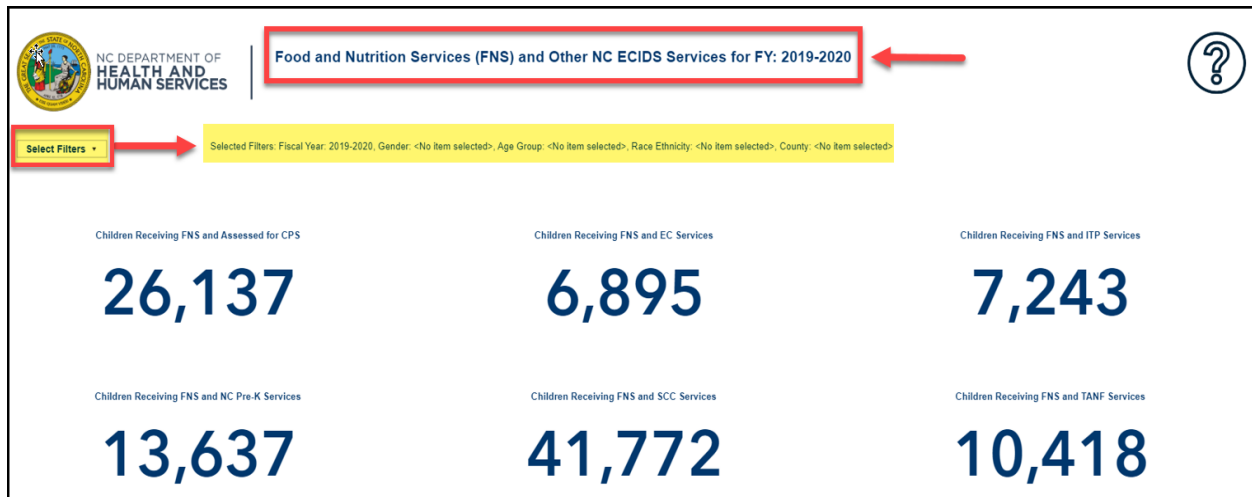 NC DEPARTMENT OF
HEALTH AND
HUMAN SERVICES
Food and Nutrition Services (FNS) and Other NC ECIDS Services for FY: 2019-2020
?
Select Filters
Selected Filters: Fiscal Year: 2019-2020, Gender: <No item selected>, Age Group: <No item selected>, Race Ethnicity: <No item selected>, County: <No item selected>
Children Receiving FNS and Assessed for CPS
26,137
Children Receiving FNS and EC Services
6,895
Children Receiving FNS and ITP Services
7,243
Children Receiving FNS and NC Pre-K Services
13,637
Children Receiving FNS and SCC Services
41,772
Children Receiving FNS and TANF Services
10,418